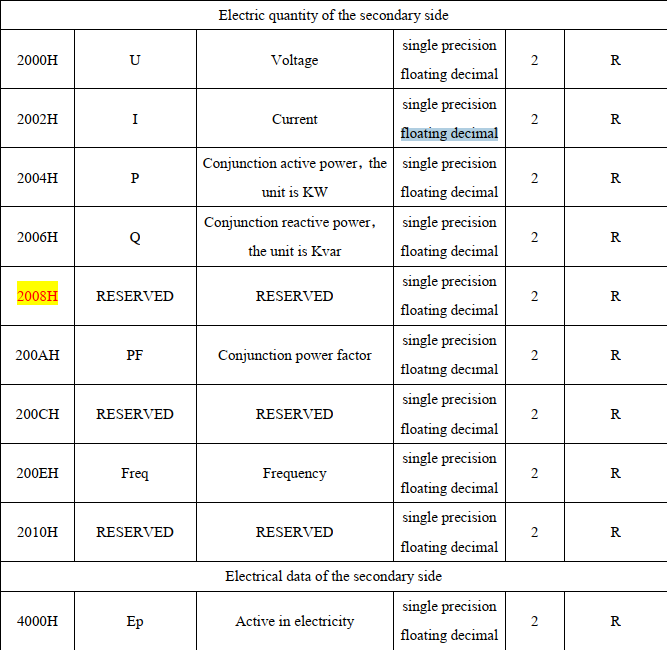 Electric quantity of the secondary side
2000H U Voltage single precision floating decimal 2 R
2002H I Current single precision floating decimal 2 R
2004H P Conjunction active power，the unit is KW single precision floating decimal 2 R
2006H Q Conjunction reactive power，the unit is Kvar single precision floating decimal 2 R
2008H RESERVED RESERVED single precision floating decimal 2 R
200AH PF Conjunction power factor single precision floating decimal 2 R
200CH RESERVED RESERVED single precision floating decimal 2 R
200EH Freq Frequency single precision floating decimal 2 R
2010H RESERVED RESERVED single precision floating decimal 2 R
Electrical data of the secondary side
4000H Ep Active in electricity single precision floating decimal 2 R